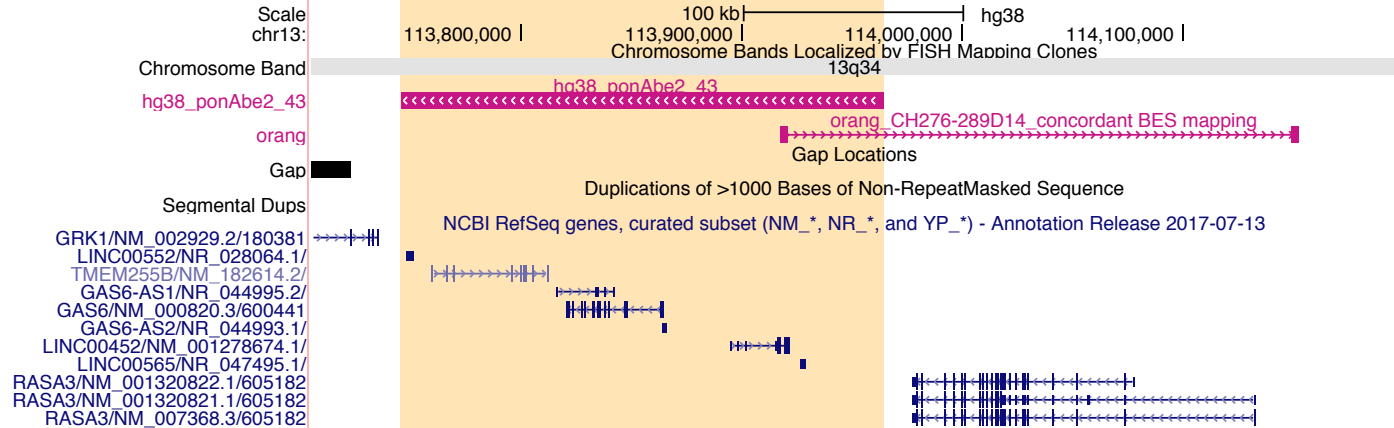 Scale 100 kb hg38
chr13: 113,800,000 113,900,000 114,000,000 114,100,000
Chromosome Bands Localized by FISH Mapping Clones
Chromosome Band 13q34
hg38_ponAbe2_43
hg38_ponAbe2_43
orang_CH276-289D14_concordant BES mapping
orang
Gap Locations
Gap
Duplications of >1000 Bases of Non-RepeatMasked Sequence
Segmental Dups
NCBI RefSeq genes, curated subset (NM_*, NR_*, and YP_*) - Annotation Release 2017-07-13
GRK1/NM_002929.2/180381
LINC00552/NR_028064.1/
TMEM255B/NM_182614.2/
GAS6-AS1/NR_044995.2/
GAS6/NM_000820.3/600441
GAS6-AS2/NR_044993.1/
LINC00452/NM_001278674.1/
LINC00565/NR_047495.1/
RASA3/NM_001320822.1/605182
RASA3/NM_001320821.1/605182
RASA3/NM_007368.3/605182